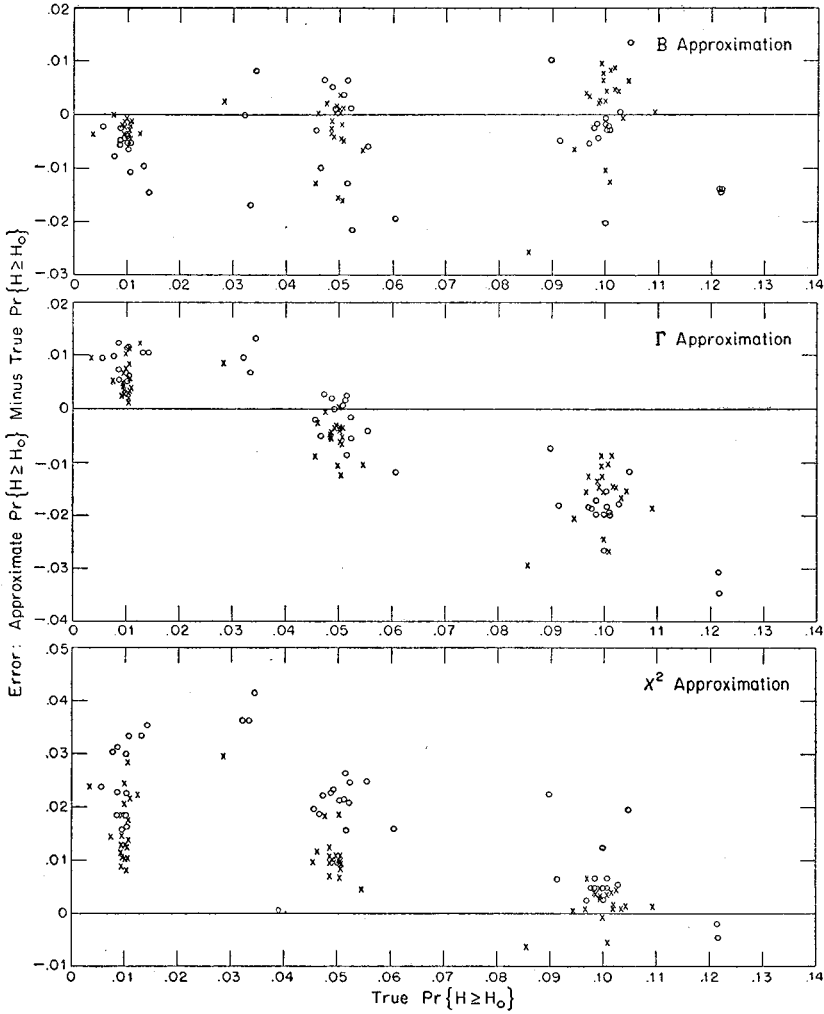 .02
.01
0
-.01
-.02
-.03
B Approximation
0 .01 .02 .03 .04 .05 .06 .07 .08 .09 .10 .11 .12 .13 .14
.02
.01
0
-.01
-.02
-.03
-.04
Γ Approximation
0 .01 .02 .03 .04 .05 .06 .07 .08 .09 .10 .11 .12 .13 .14
.05
.04
.03
.02
.01
0
-.01
χ² Approximation
0 .01 .02 .03 .04 .05 .06 .07 .08 .09 .10 .11 .12 .13 .14
Error: Approximate Pr{H≥H₀} Minus True Pr{H≥H₀}
True Pr{H≥H₀}